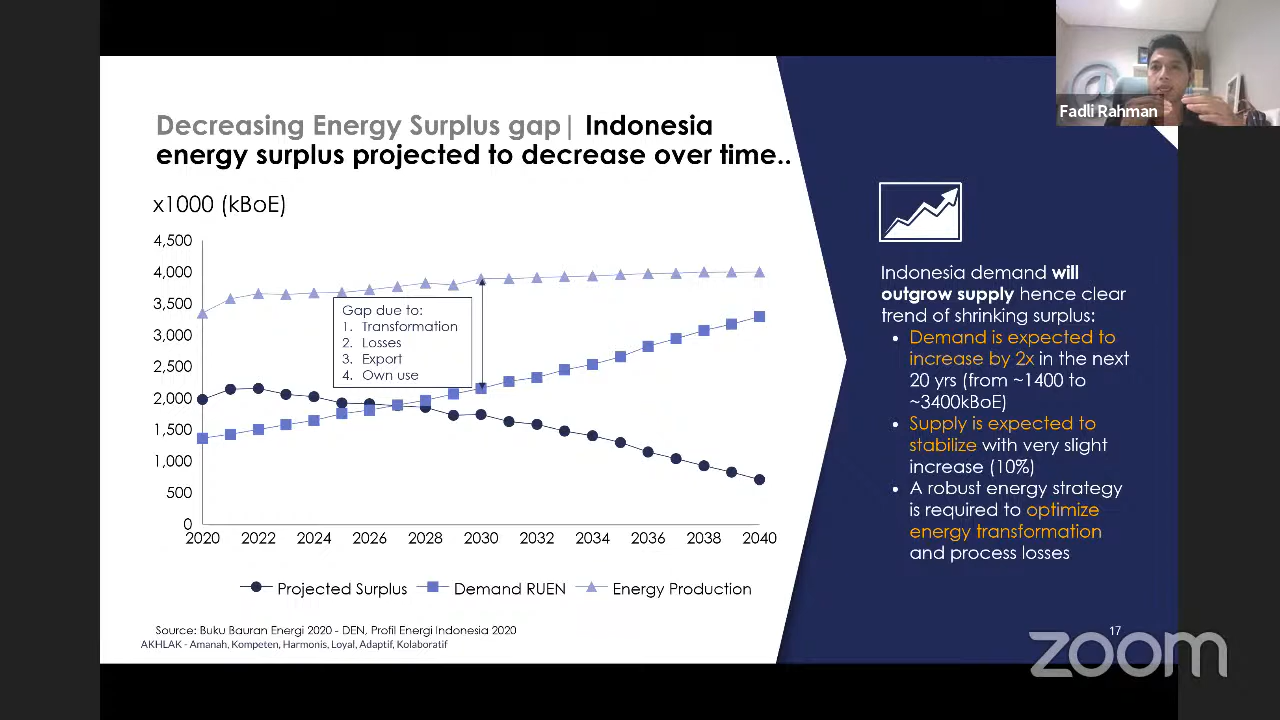 Fadli Rahman
Decreasing Energy Surplus gap| Indonesia
energy surplus projected to decrease over time..
x1000 (kBoE)
4,500
4,000
3,500
3,000
2,500
2,000
1,500
1,000
500
0
2020 2022 2024 2026 2028 2030 2032 2034 2036 2038 2040
Gap due to:
1. Transformation
2. Losses
3. Export
4. Own use
Projected Surplus Demand RUEN Energy Production
Source: Buku Bauran Energi 2020 - DEN, Profil Energi Indonesia 2020
AKHLAK - Amanah, Kompeten, Harmonis, Loyal, Adaptif, Kolaboratif
Indonesia demand will
outgrow supply hence clear
trend of shrinking surplus:
• Demand is expected to
increase by 2x in the next
20 yrs (from ~1400 to
~3400kBoE)
• Supply is expected to
stabilize with very slight
increase (10%)
• A robust energy strategy
is required to optimize
energy transformation
and process losses
17
zoom